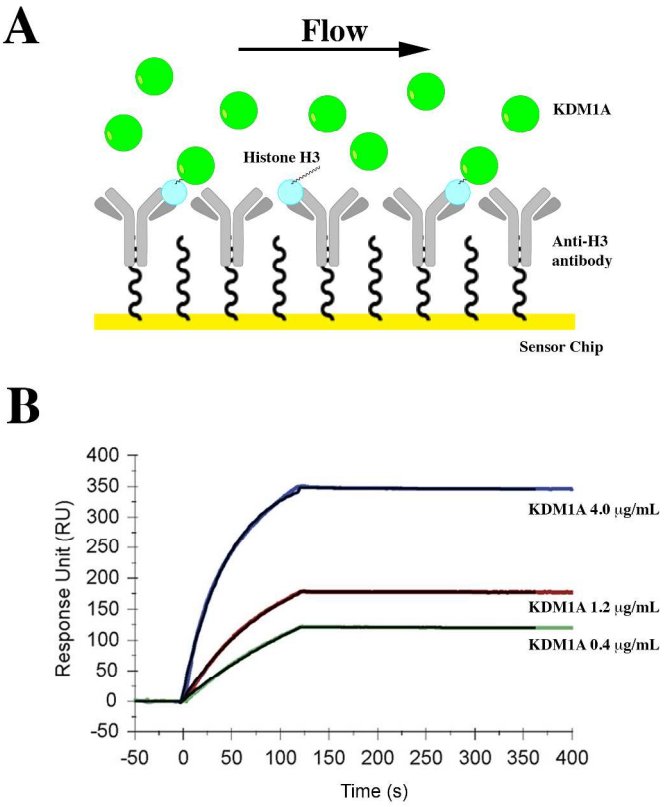 A
Flow
KDM1A
Histone H3
Anti-H3
antibody
Sensor Chip
B
Response Unit (RU)
400
350
300
250
200
150
100
50
0
-50
KDM1A 4.0 µg/mL
KDM1A 1.2 µg/mL
KDM1A 0.4 µg/mL
-50 0 50 100 150 200 250 300 350 400
Time (s)